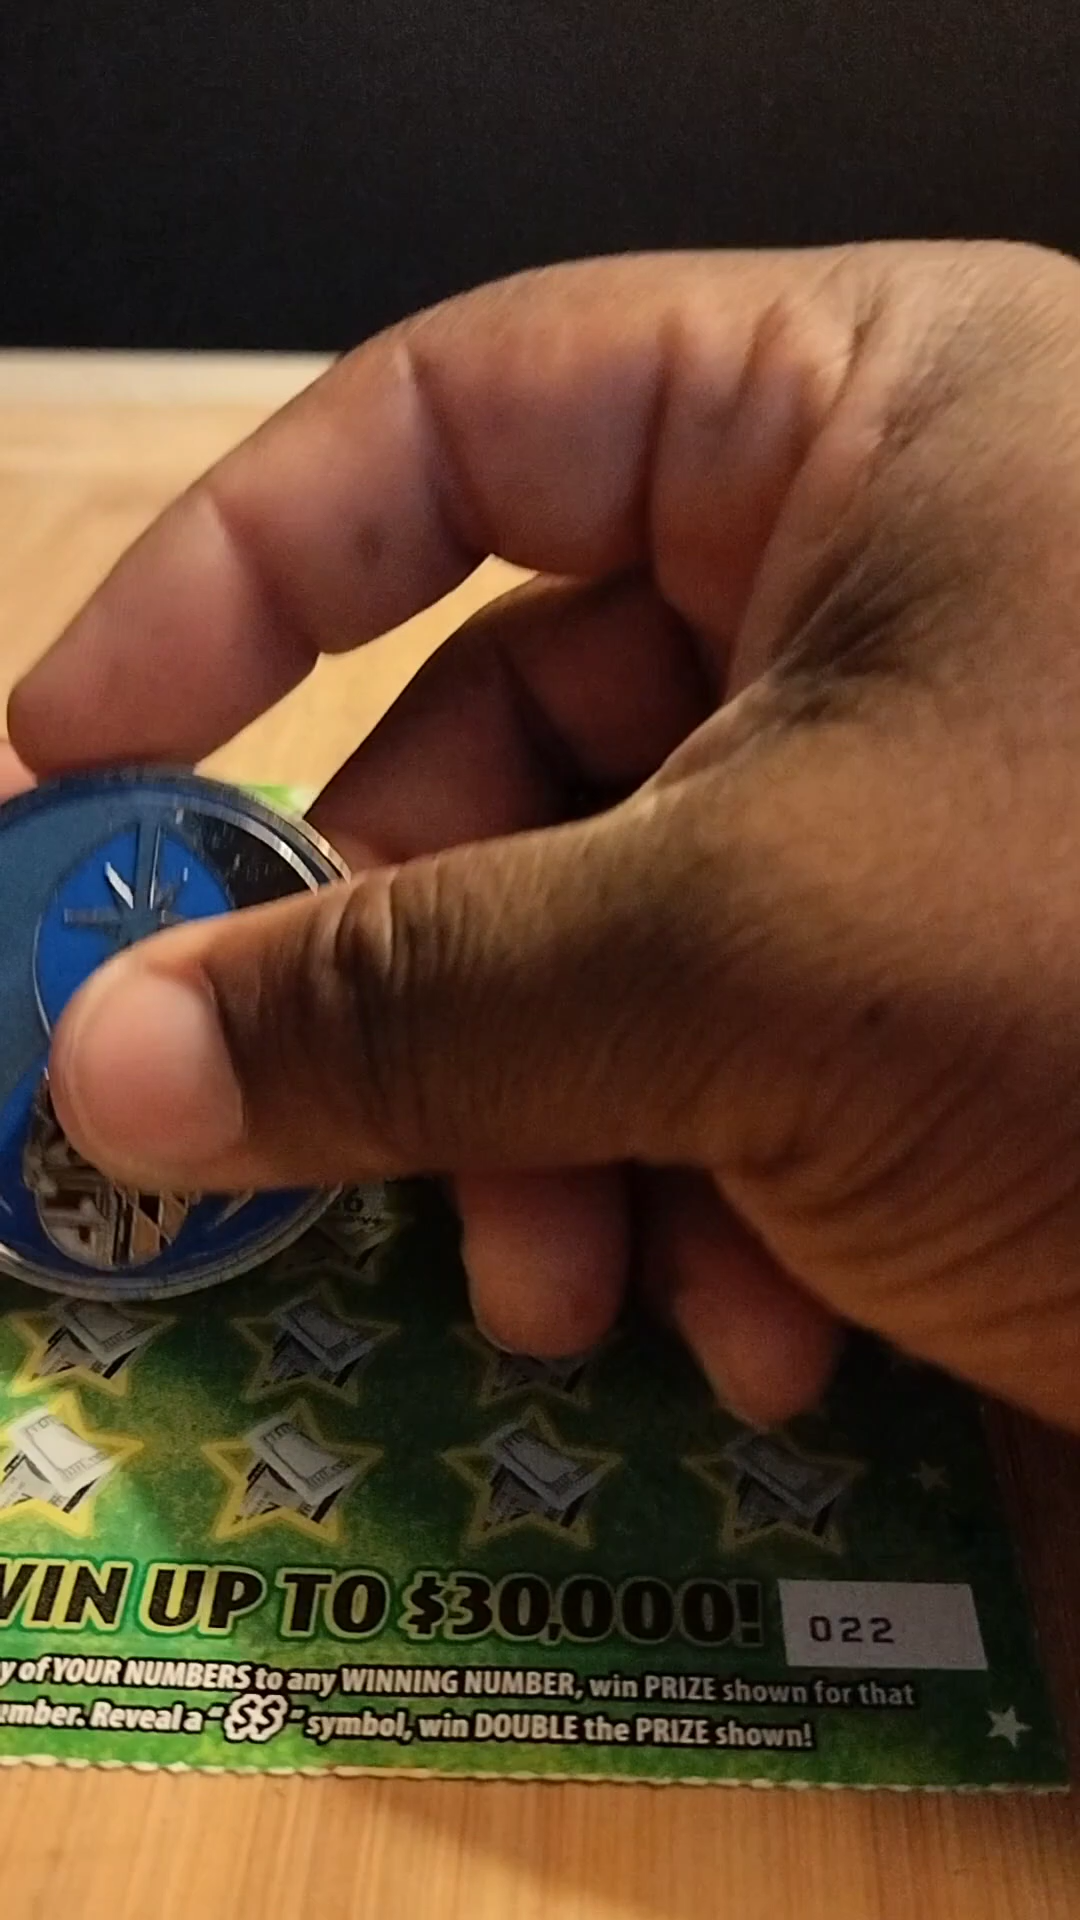 6
WIN UP TO $30,000!
022
y of YOUR NUMBERS to any WINNING NUMBER, win PRIZE shown for that
umber. Reveal a "$$" symbol, win DOUBLE the PRIZE shown!